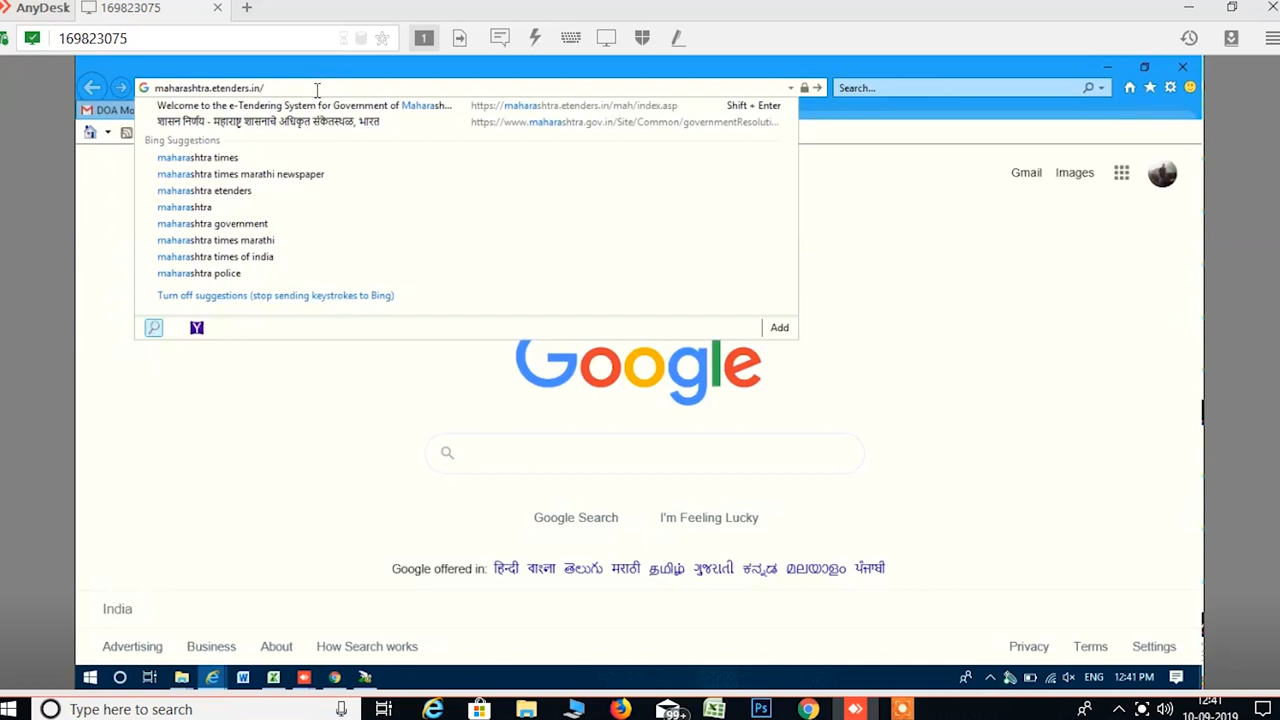 AnyDesk
169823075
169823075
1
maharashtra.etenders.in/
Search...
DOA Mo
Welcome to the e-Tendering System for Government of Maharash...
https://maharashtra.etenders.in/mah/index.asp
Shift + Enter
शासन निर्णय - महाराष्ट्र शासनाचे अधिकृत संकेतस्थळ, भारत
https://www.maharashtra.gov.in/Site/Common/governmentResoluti...
Bing Suggestions
maharashtra times
maharashtra times marathi newspaper
maharashtra etenders
maharashtra
maharashtra government
maharashtra times marathi
maharashtra times of india
maharashtra police
Turn off suggestions (stop sending keystrokes to Bing)
Y
Add
Gmail
Images
Google
Google Search
I'm Feeling Lucky
Google offered in: हिन्दी বাংলা తెలుగు मराठी தமிழ் ગુજરાતી ಕನ್ನಡ മലയാളം ਪੰਜਾਬੀ
India
Advertising
Business
About
How Search works
Privacy
Terms
Settings
ENG
12:41 PM
Type here to search
99+
Ps
12:41
10-09-2019